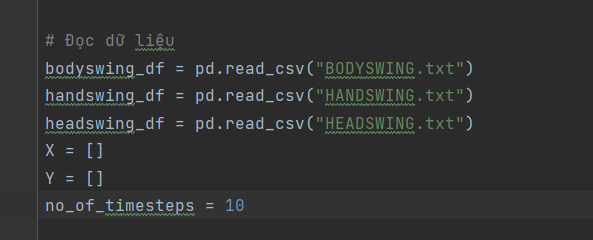 # Đọc dữ liệu
bodyswing_df = pd.read_csv("BODYSWING.txt")
handswing_df = pd.read_csv("HANDSWING.txt")
headswing_df = pd.read_csv("HEADSWING.txt")
X = []
Y = []
no_of_timesteps = 10